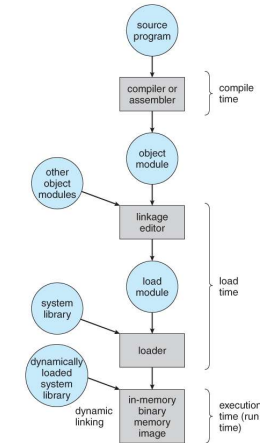 source
program
compiler or
assembler
compile
time
object
module
other
object
modules
linkage
editor
load
module
load
time
system
library
loader
dynamically
loaded
system
library
dynamic
linking
in-memory
binary
memory
image
execution
time (run
time)